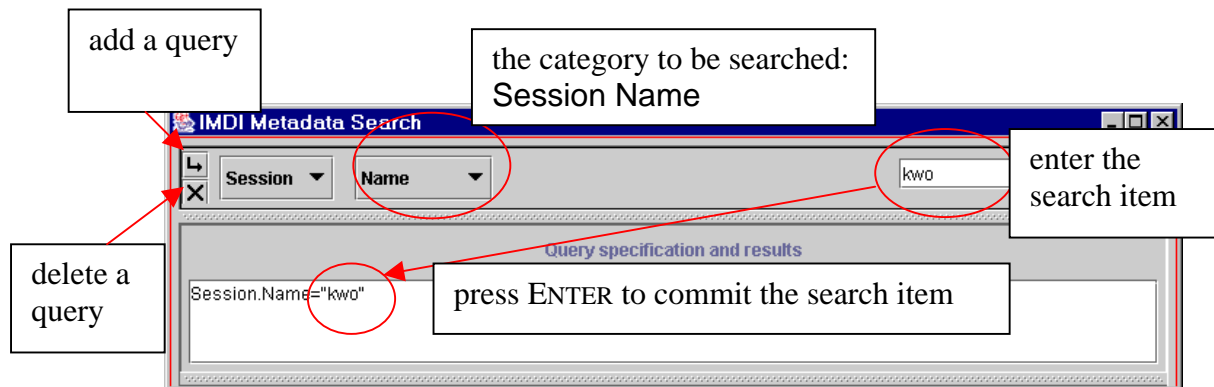 add a query
the category to be searched:
Session Name
IMDI Metadata Search
Session
Name
kwo
enter the
search item
delete a
query
Query specification and results
Session.Name="kwo"
press ENTER to commit the search item